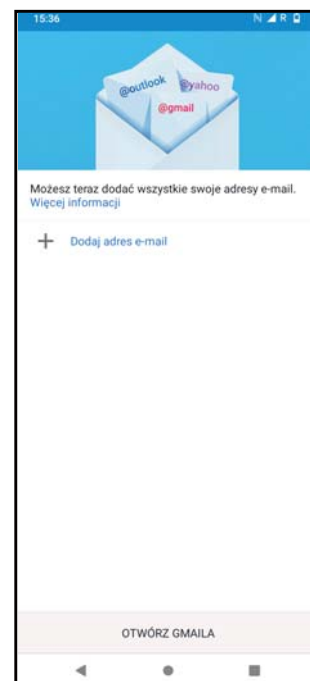 15:36
N R
@outlook
@yahoo
@gmail
Możesz teraz dodać wszystkie swoje adresy e-mail.
Więcej informacji
Dodaj adres e-mail
OTWÓRZ GMAILA